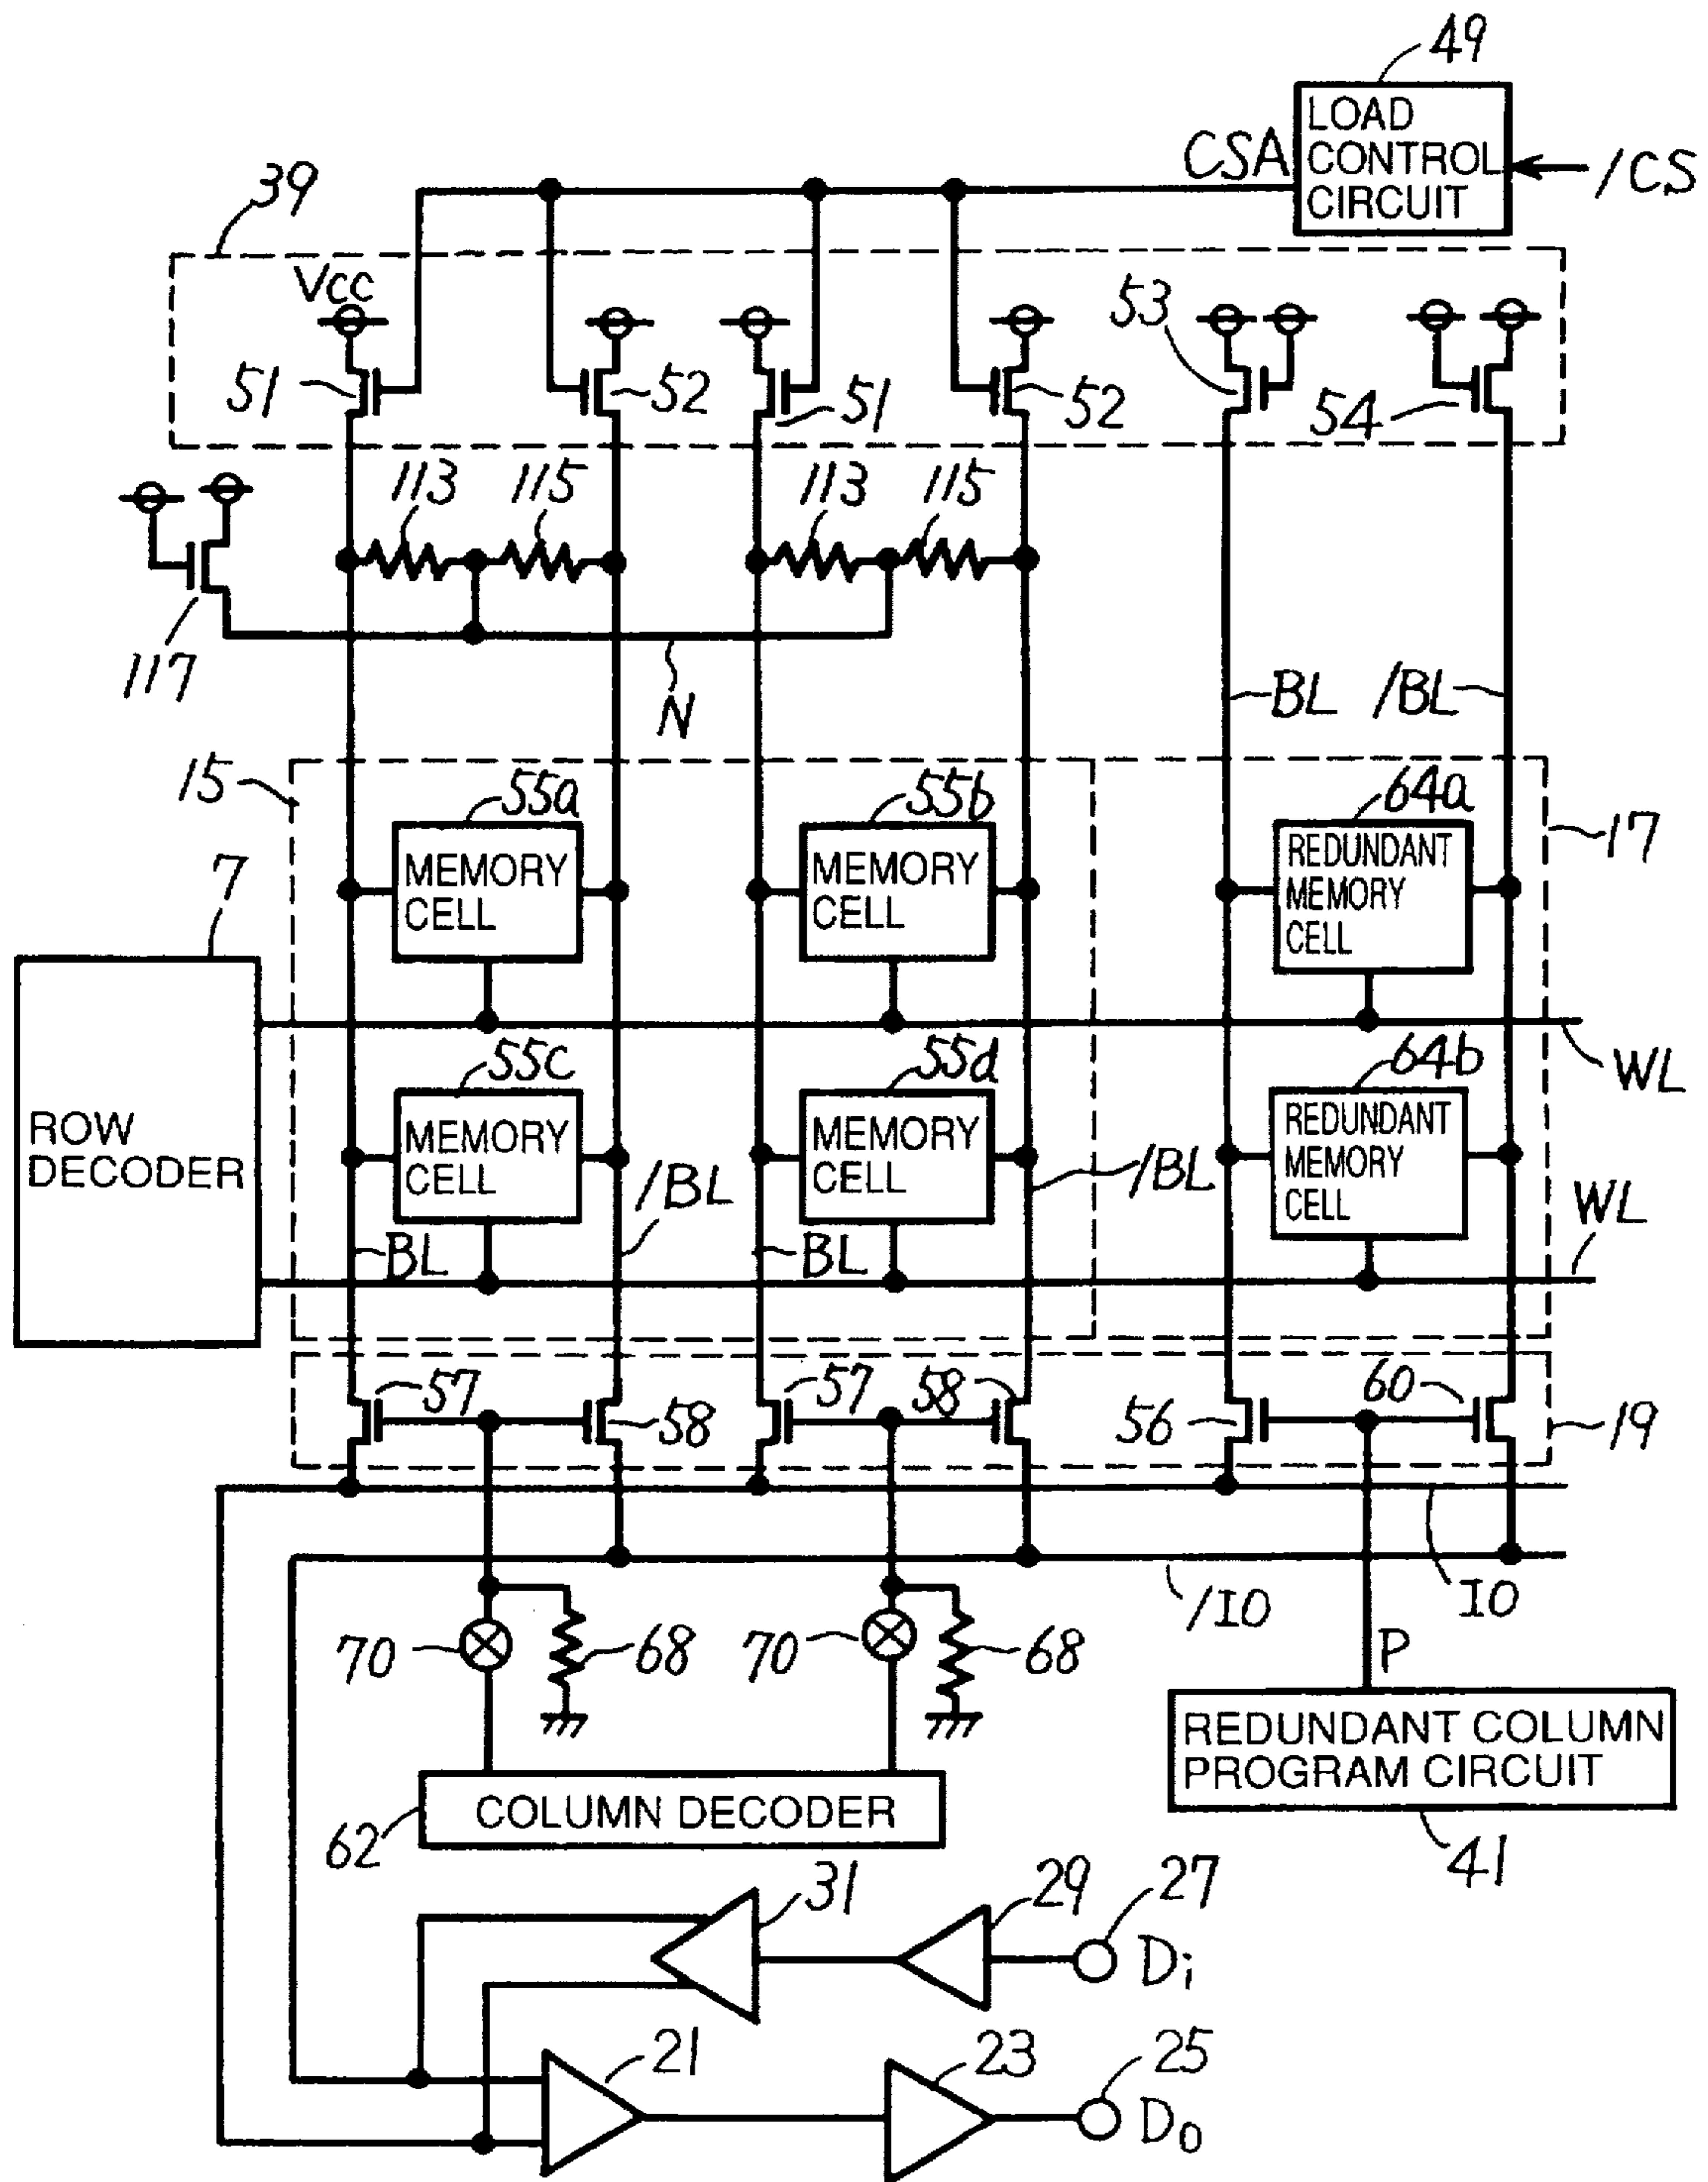 49
LOAD
CONTROL
CIRCUIT
CSA
/CS
39
Vcc
53
51
52
51
52
54
113
115
113
115
117
N
BL
/BL
15
55a
55b
64a
17
7
MEMORY
CELL
MEMORY
CELL
REDUNDANT
MEMORY
CELL
55c
55d
64b
WL
ROW
DECODER
MEMORY
CELL
MEMORY
CELL
REDUNDANT
MEMORY
CELL
/BL
/BL
WL
BL
BL
57
58
57
58
56
60
19
/IO
IO
70
68
70
68
P
REDUNDANT COLUMN
PROGRAM CIRCUIT
COLUMN DECODER
62
41
31
29
27
Di
21
23
25
Do